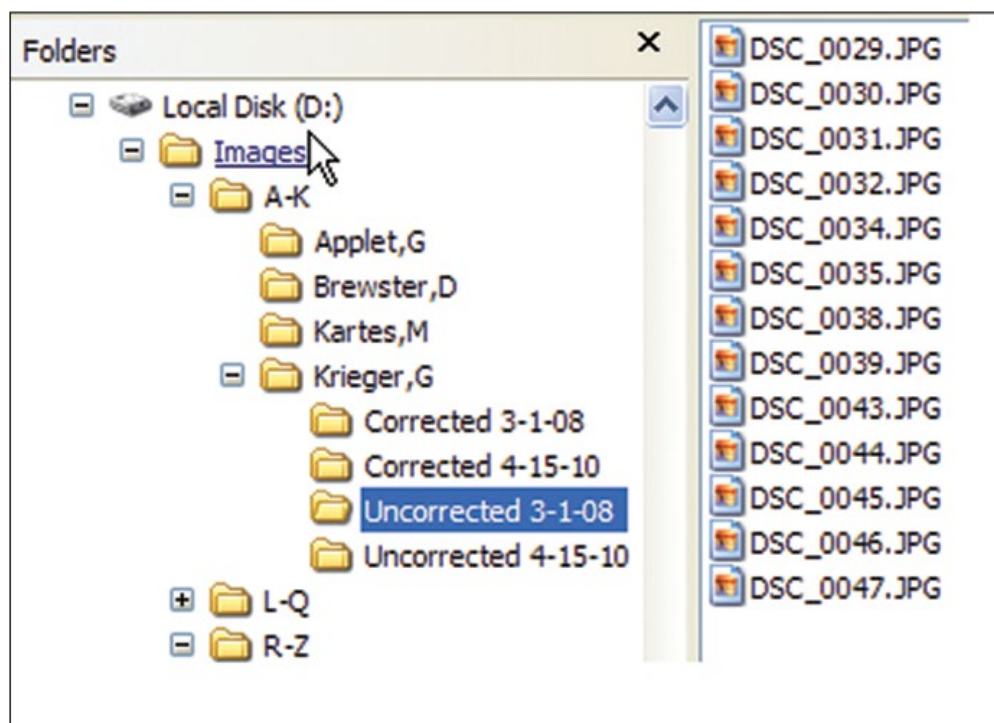 Folders
Local Disk (D:)
Images
A-K
Applet,G
Brewster,D
Kartes,M
Krieger,G
Corrected 3-1-08
Corrected 4-15-10
Uncorrected 3-1-08
Uncorrected 4-15-10
L-Q
R-Z
DSC_0029.JPG
DSC_0030.JPG
DSC_0031.JPG
DSC_0032.JPG
DSC_0034.JPG
DSC_0035.JPG
DSC_0038.JPG
DSC_0039.JPG
DSC_0043.JPG
DSC_0044.JPG
DSC_0045.JPG
DSC_0046.JPG
DSC_0047.JPG